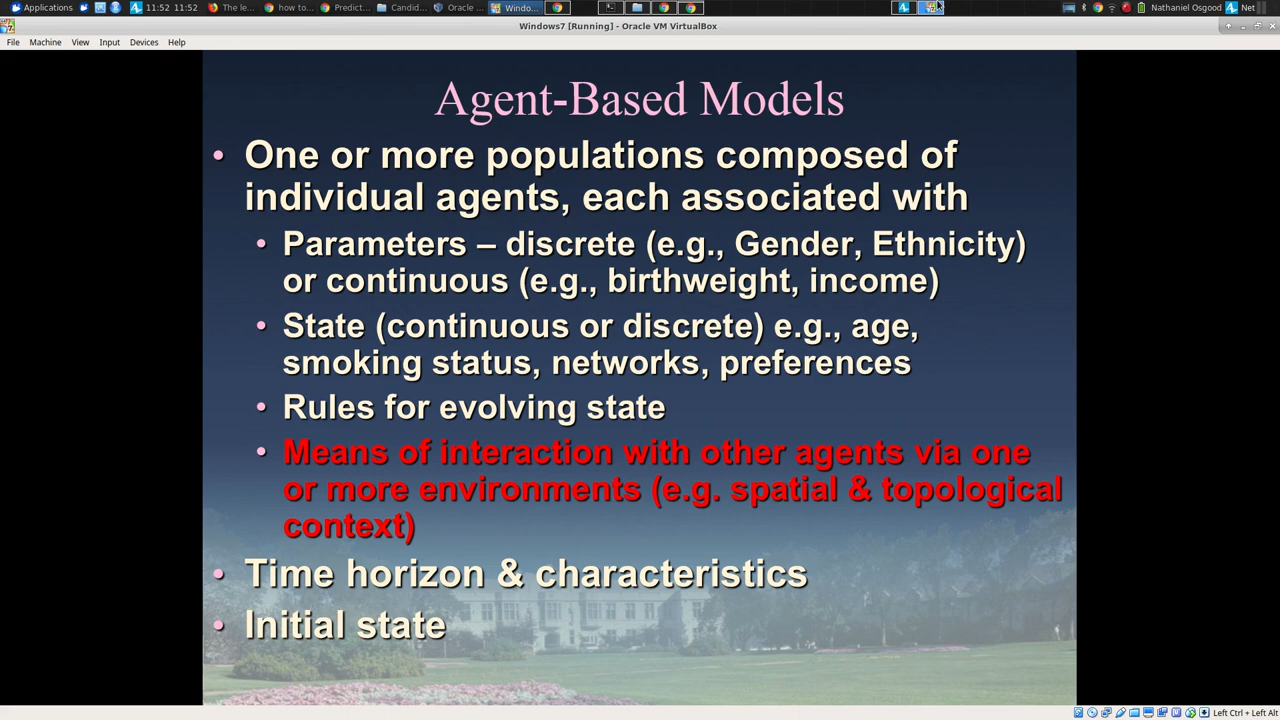 Applications 11:52 11:52 The le... how to... Predict... Candid... Oracle ... Windo... Nathaniel Osgood Net
Windows7 [Running] - Oracle VM VirtualBox
File Machine View Input Devices Help
Agent-Based Models
• One or more populations composed of
individual agents, each associated with
• Parameters – discrete (e.g., Gender, Ethnicity)
or continuous (e.g., birthweight, income)
• State (continuous or discrete) e.g., age,
smoking status, networks, preferences
• Rules for evolving state
• Means of interaction with other agents via one
or more environments (e.g. spatial & topological
context)
• Time horizon & characteristics
• Initial state
Left Ctrl + Left Alt